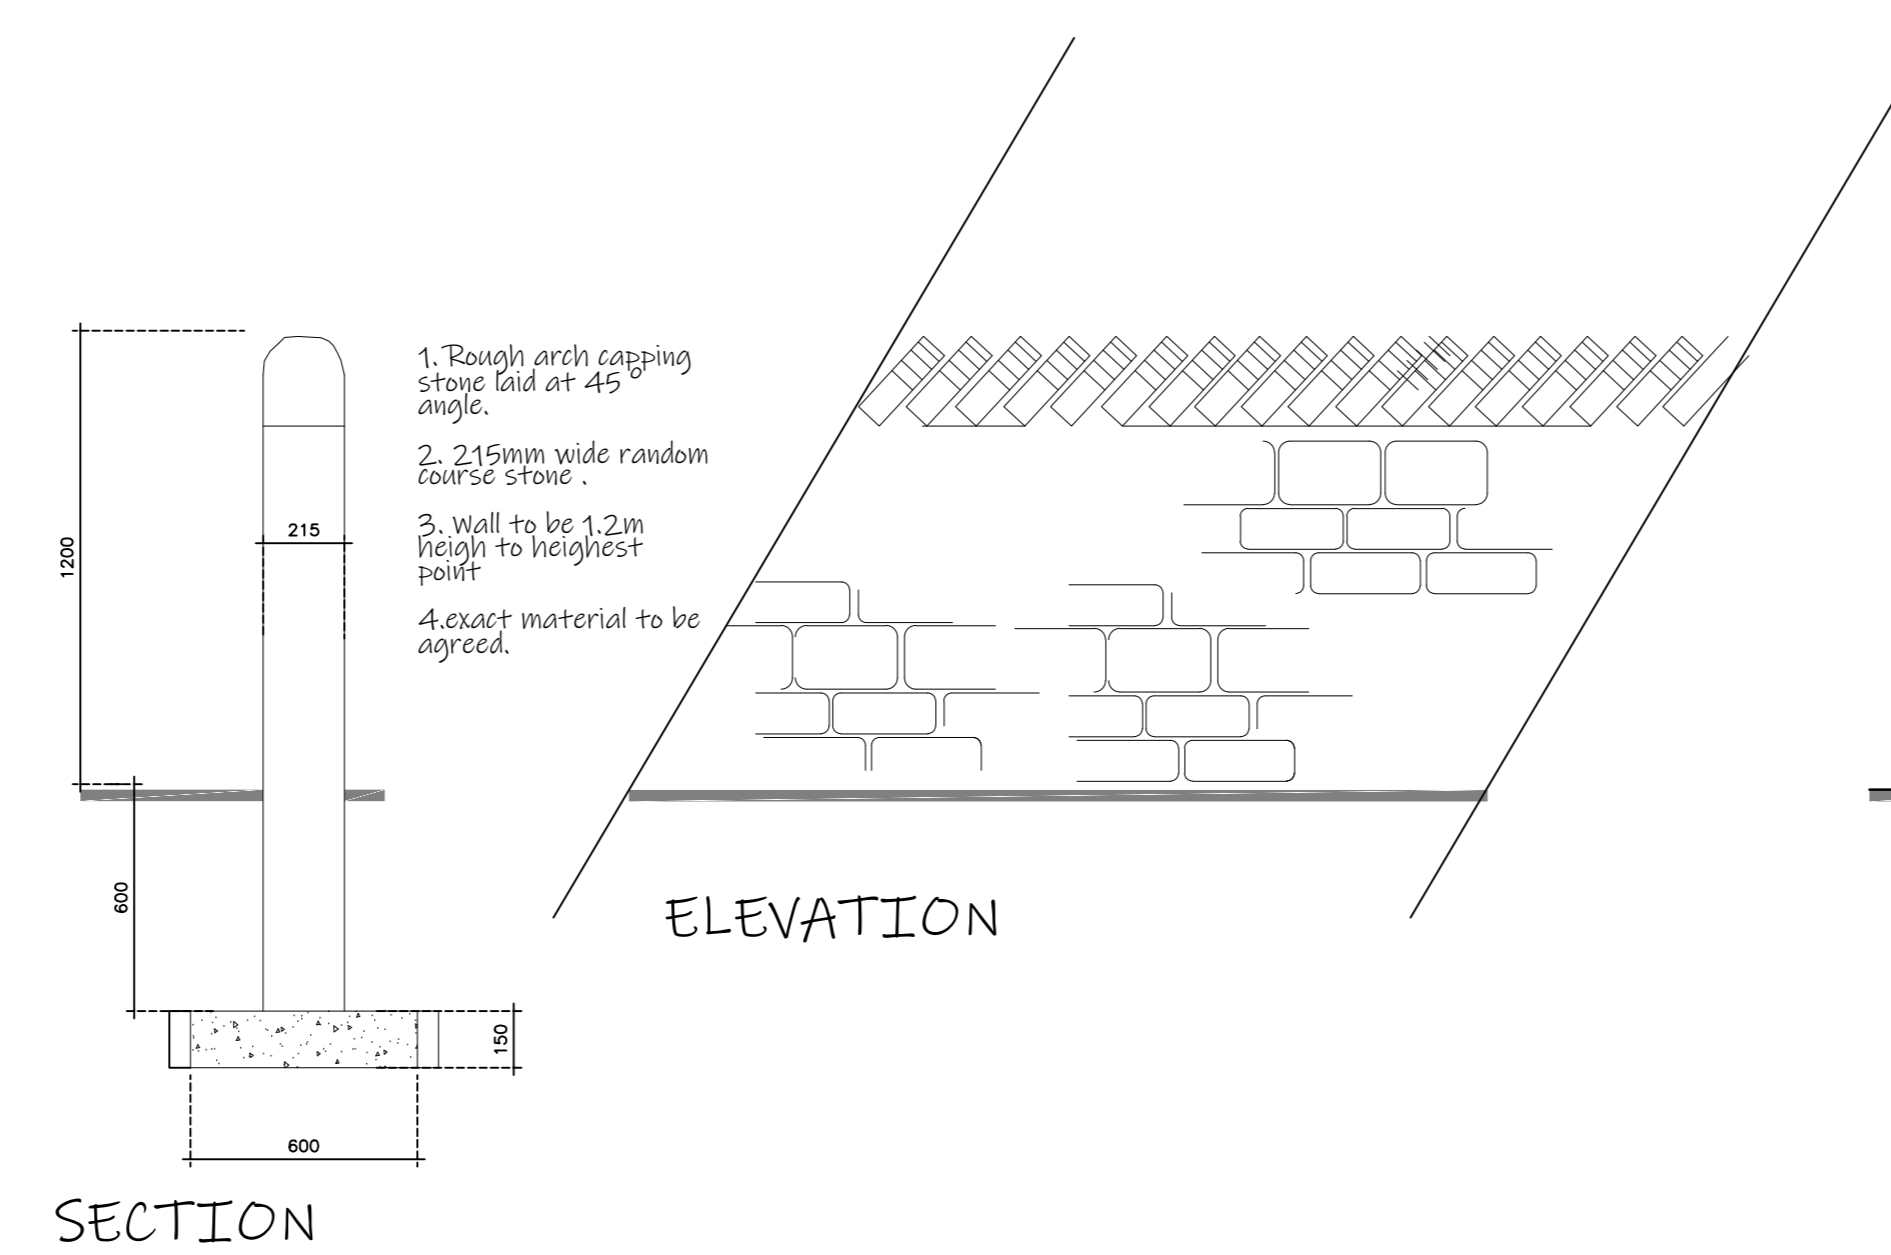 1. Rough arch capping
stone laid at 45°
angle.
2. 215mm wide random
course stone .
3. Wall to be 1.2m
heigh to heighest
point
4.exact material to be
agreed.
215
1200
600
150
600
ELEVATION
SECTION